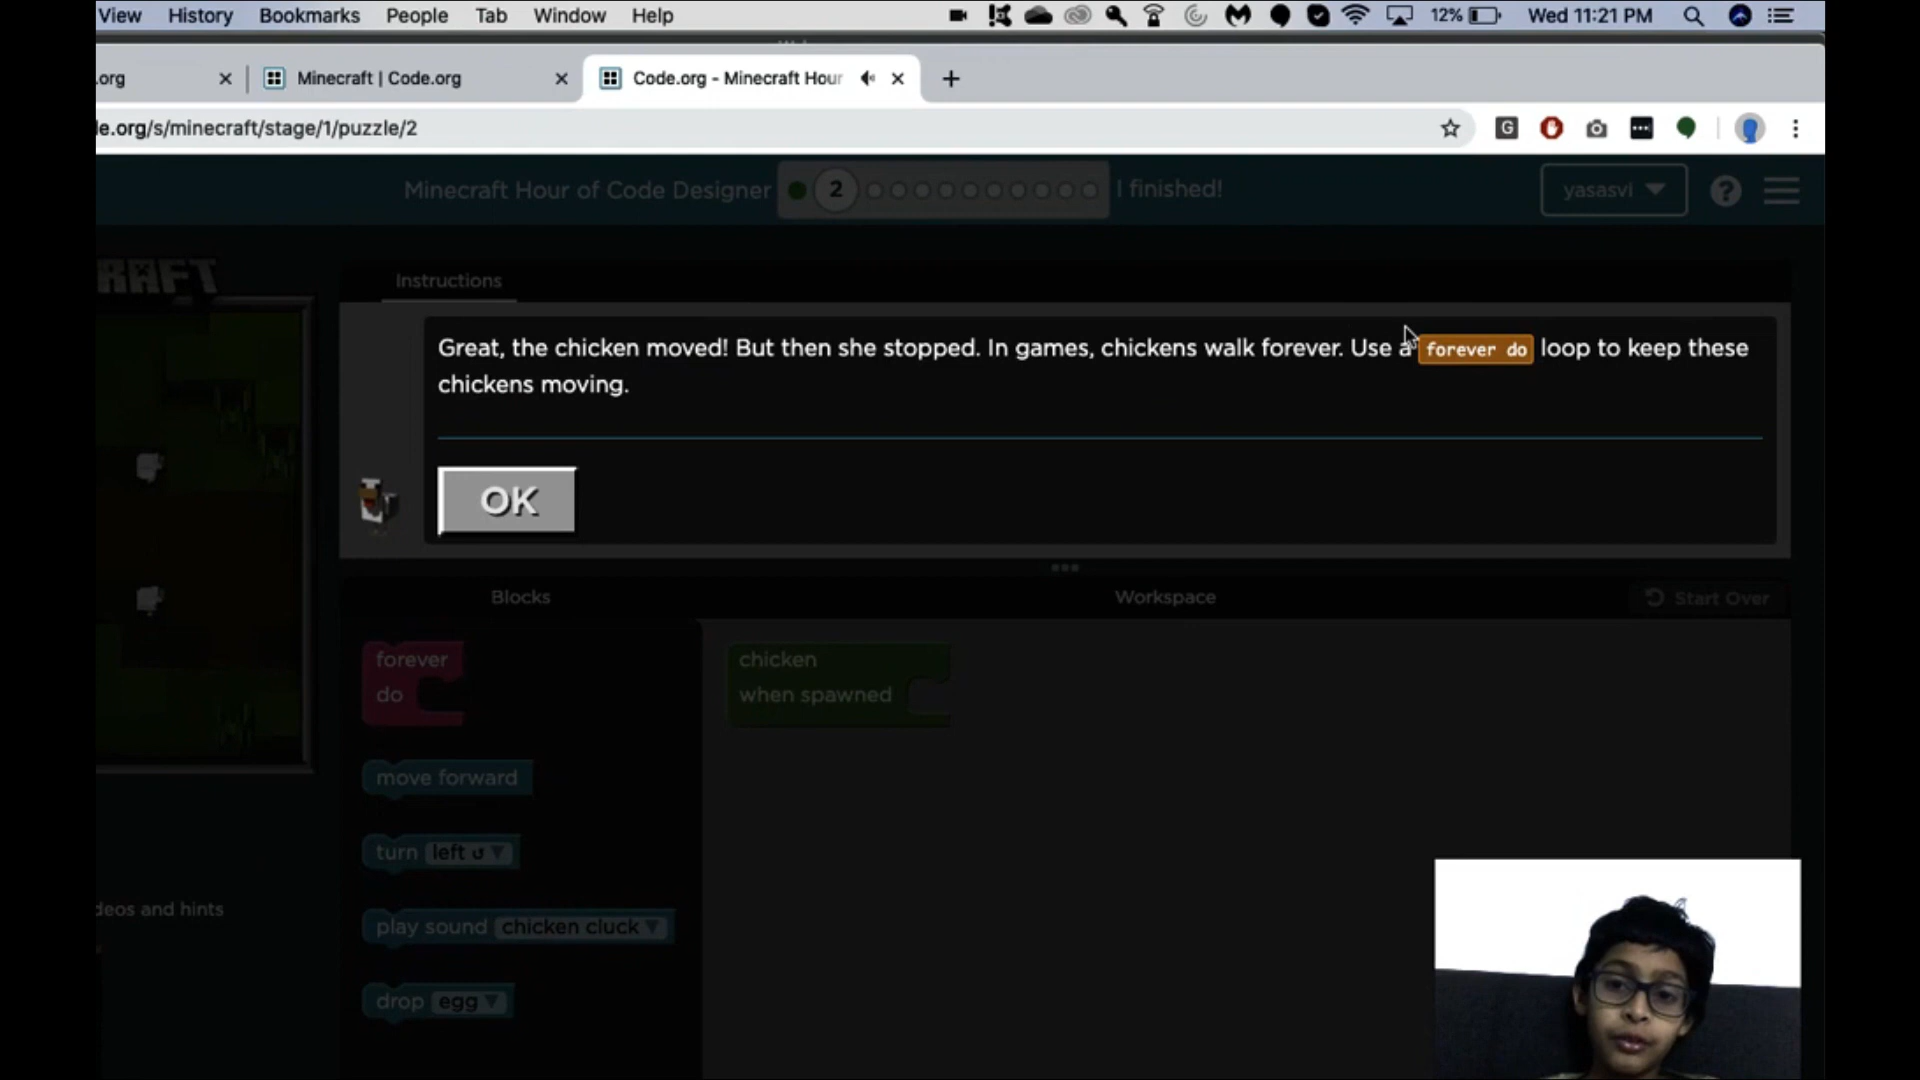 View History Bookmarks People Tab Window Help 12% Wed 11:21 PM
.org Minecraft | Code.org Code.org - Minecraft Hour
le.org/s/minecraft/stage/1/puzzle/2
Minecraft Hour of Code Designer 2 I finished! yasasvi ?
RAFT
Instructions
Great, the chicken moved! But then she stopped. In games, chickens walk forever. Use a forever do loop to keep these
chickens moving.
OK
Blocks Workspace Start Over
forever
do
chicken
when spawned
move forward
turn left
play sound chicken cluck
drop egg
deos and hints